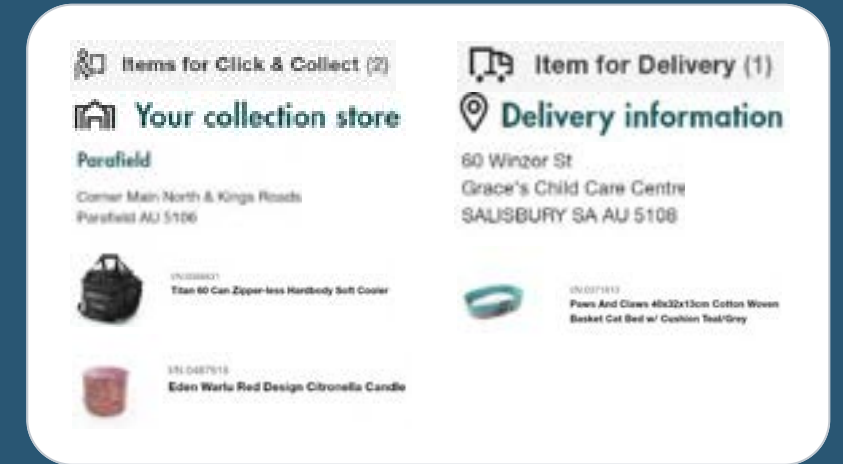 Items for Click & Collect (2)
Your collection store
Parafield
Corner Main North & Kings Roads
Parafield AU 5106
Titan 60 Can Zipper-less Hardbody Soft Cooler
Eden Warlu Red Design Citronella Candle
Item for Delivery (1)
Delivery information
60 Winzor St
Grace's Child Care Centre
SALISBURY SA AU 5108
Paws And Claws 40x32x13cm Cotton Woven
Basket Cat Bed w/ Cushion Teal/Grey